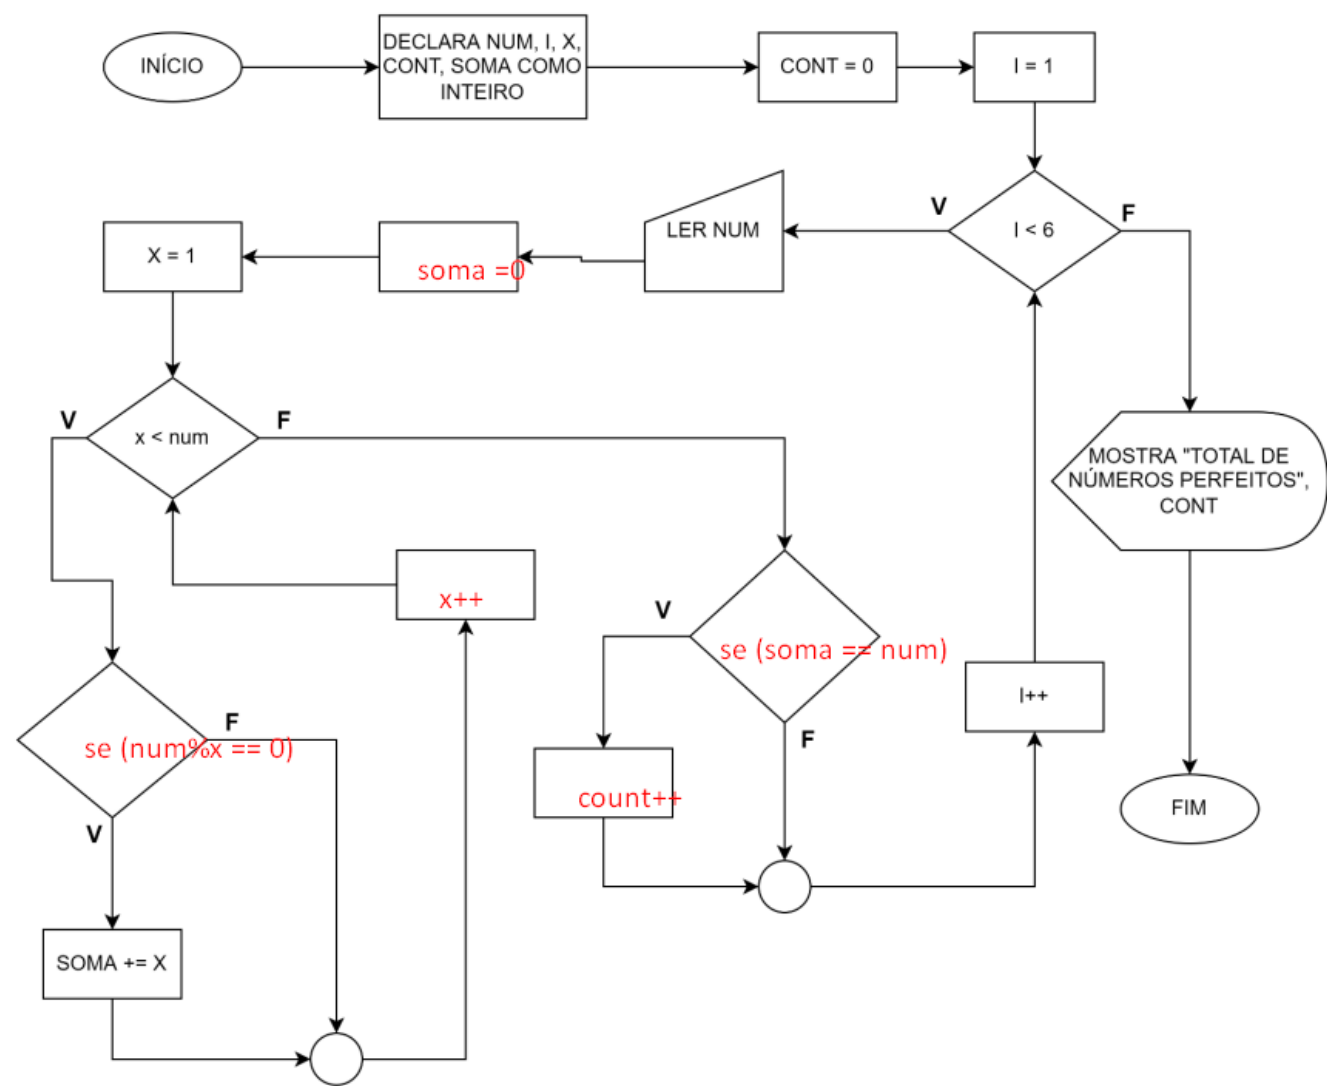 INÍCIO
DECLARA NUM, I, X,
CONT, SOMA COMO
INTEIRO
CONT = 0
I = 1
I < 6
V
F
LER NUM
soma =0
X = 1
x < num
V
F
x++
se (num%x == 0)
F
V
SOMA += X
se (soma == num)
V
F
count++
I++
MOSTRA "TOTAL DE
NÚMEROS PERFEITOS",
CONT
FIM